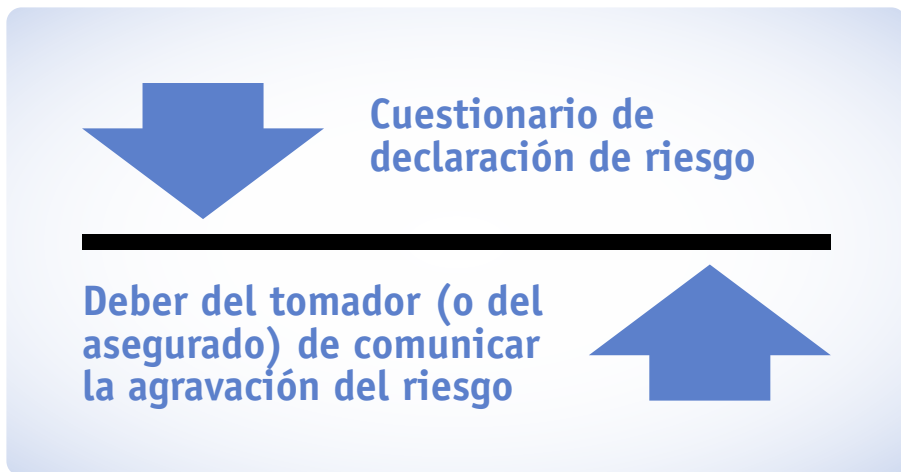 Cuestionario de
declaración de riesgo
Deber del tomador (o del
asegurado) de comunicar
la agravación del riesgo